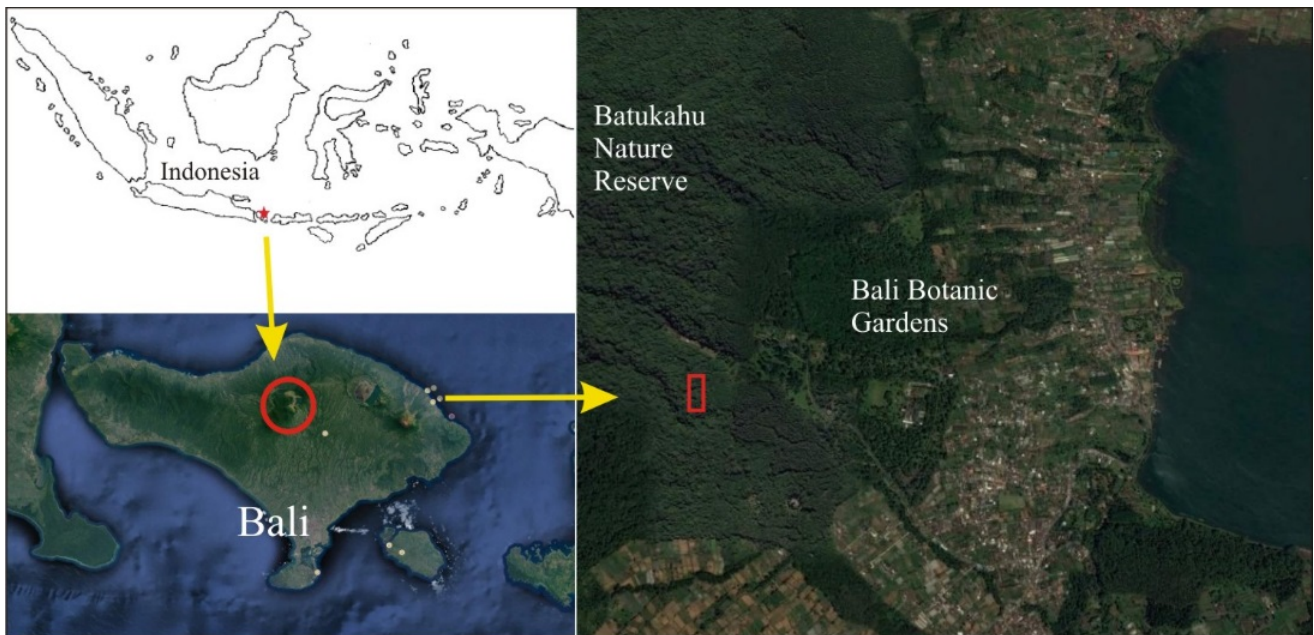 Indonesia
Bali
Batukahu
Nature
Reserve
Bali Botanic
Gardens